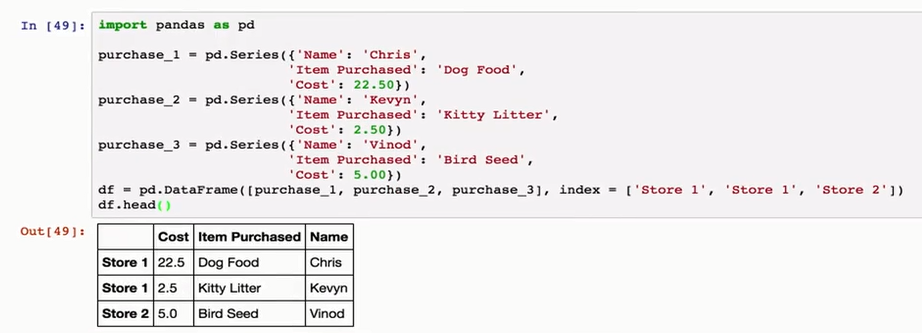 In [49]: import pandas as pd
purchase_1 = pd.Series({'Name': 'Chris',
'Item Purchased': 'Dog Food',
'Cost': 22.50})
purchase_2 = pd.Series({'Name': 'Kevyn',
'Item Purchased': 'Kitty Litter',
'Cost': 2.50})
purchase_3 = pd.Series({'Name': 'Vinod',
'Item Purchased': 'Bird Seed',
'Cost': 5.00})
df = pd.DataFrame([purchase_1, purchase_2, purchase_3], index = ['Store 1', 'Store 1', 'Store 2'])
df.head()
Out[49]:
Cost Item Purchased Name
Store 1 22.5 Dog Food Chris
Store 1 2.5 Kitty Litter Kevyn
Store 2 5.0 Bird Seed Vinod